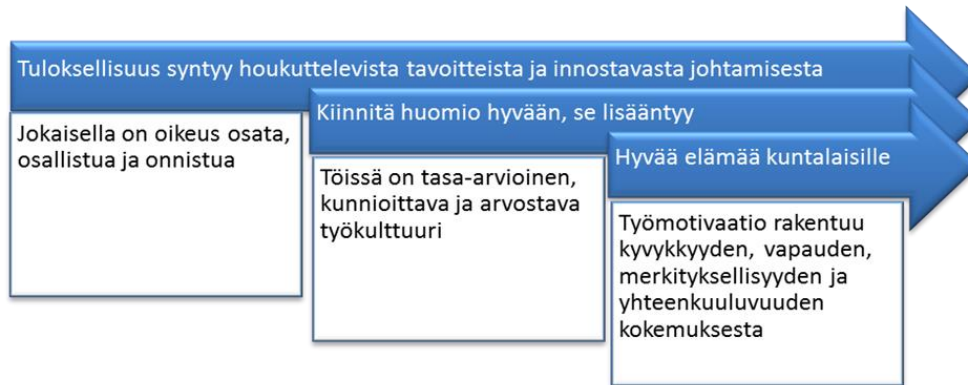 Tuloksellisuus syntyy houkuttelevista tavoitteista ja innostavasta johtamisesta
Jokaisella on oikeus osata,
osallistua ja onnistua
Kiinnitä huomio hyvään, se lisääntyy
Töissä on tasa-arvioinen,
kunnioittava ja arvostava
työkulttuuri
Hyvää elämää kuntalaisille
Työmotivaatio rakentuu
kyvykkyyden, vapauden,
merkityksellisyyden ja
yhteenkuuluvuuden
kokemuksesta